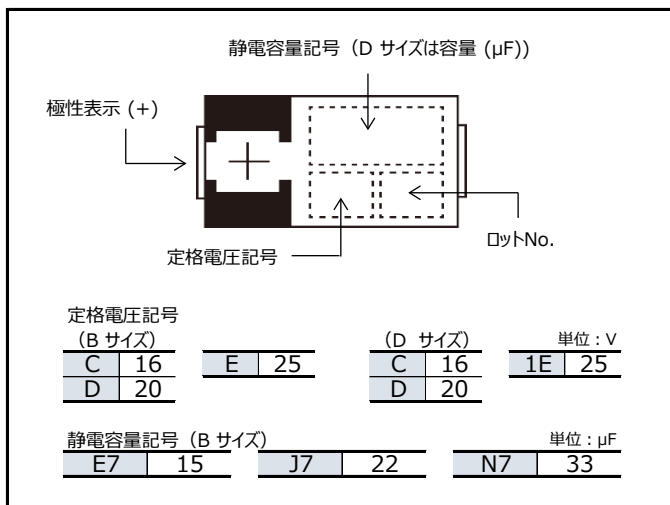 静電容量記号（D サイズは容量 (μF)）
極性表示 (+)
ロットNo.
定格電圧記号
定格電圧記号
（B サイズ） （D サイズ） 単位：V
C 16 E 25 C 16 1E 25
D 20 D 20
静電容量記号（B サイズ） 単位：μF
E7 15 J7 22 N7 33